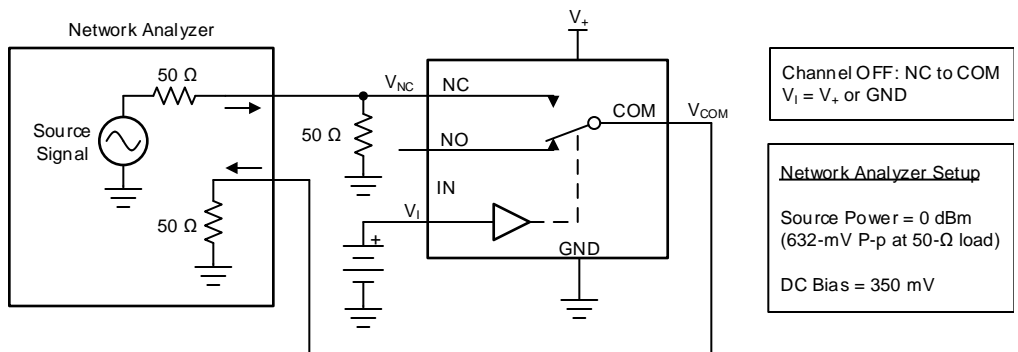 Network Analyzer
50 Ω
Source
Signal
50 Ω
V_NC
50 Ω
V_I
+
V_+
NC
NO
IN
COM
GND
V_COM
Channel OFF: NC to COM
V_I = V_+ or GND
Network Analyzer Setup
Source Power = 0 dBm
(632-mV P-p at 50-Ω load)
DC Bias = 350 mV